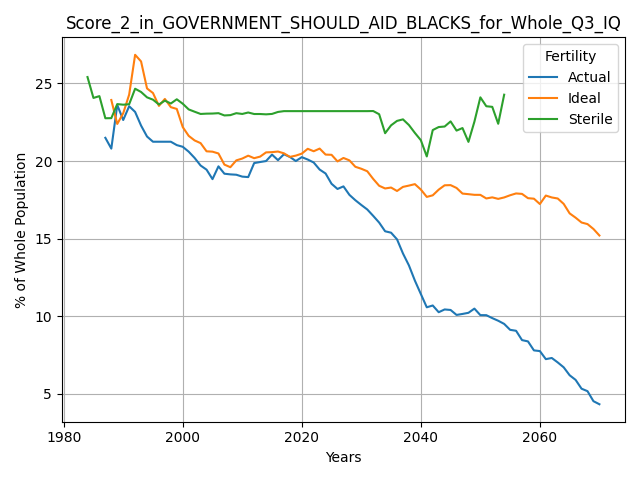 Score_2_in_GOVERNMENT_SHOULD_AID_BLACKS_for_Whole_Q3_IQ
Fertility
Actual
Ideal
Sterile
% of Whole Population
25
20
15
10
5
1980 2000 2020 2040 2060
Years